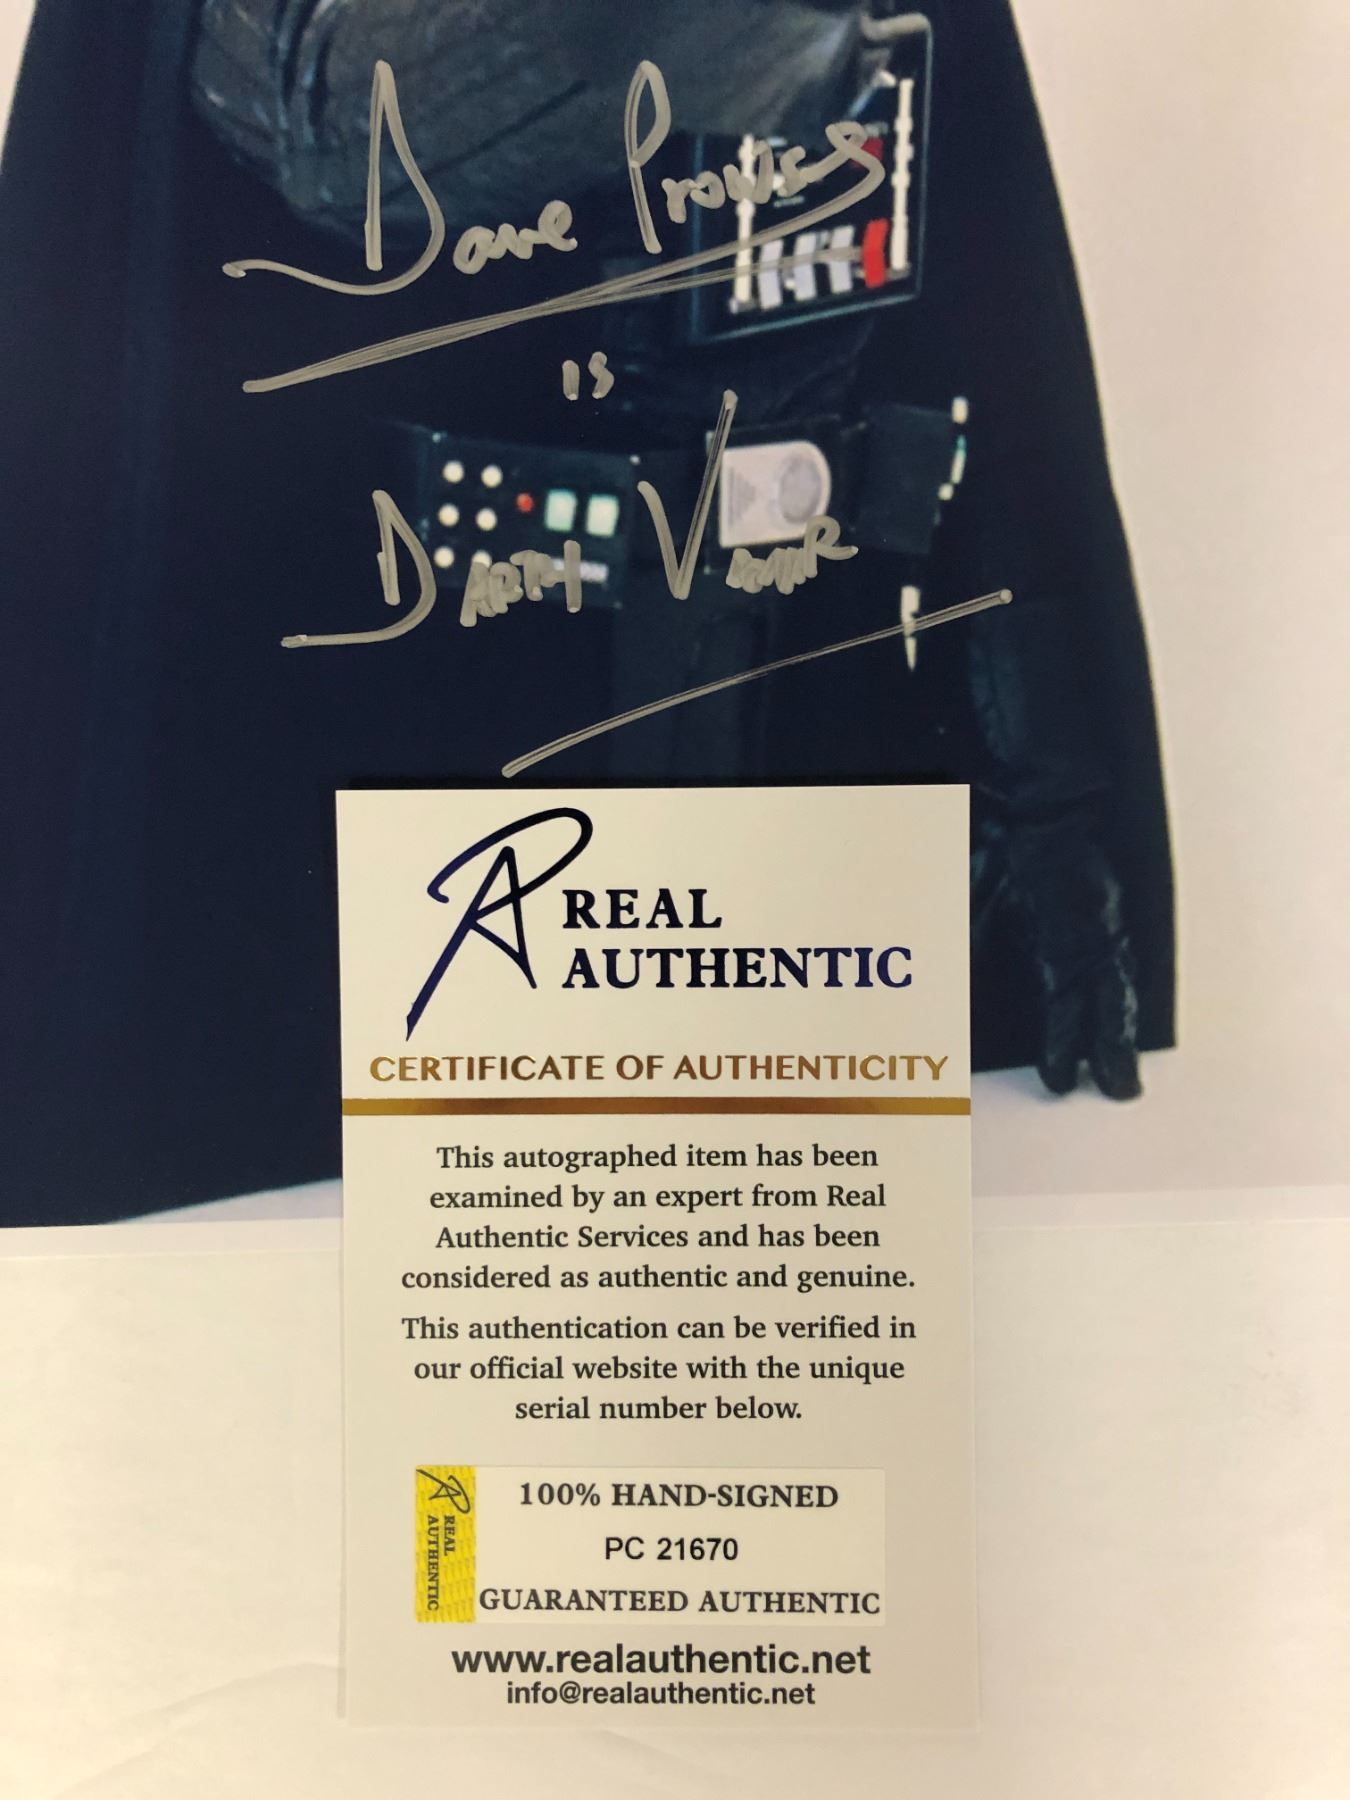 Dave Prowse
is
DARTH VADER
REAL
AUTHENTIC
CERTIFICATE OF AUTHENTICITY
This autographed item has been
examined by an expert from Real
Authentic Services and has been
considered as authentic and genuine.
This authentication can be verified in
our official website with the unique
serial number below.
REAL
AUTHENTIC
100% HAND-SIGNED
PC 21670
GUARANTEED AUTHENTIC
www.realauthentic.net
info@realauthentic.net